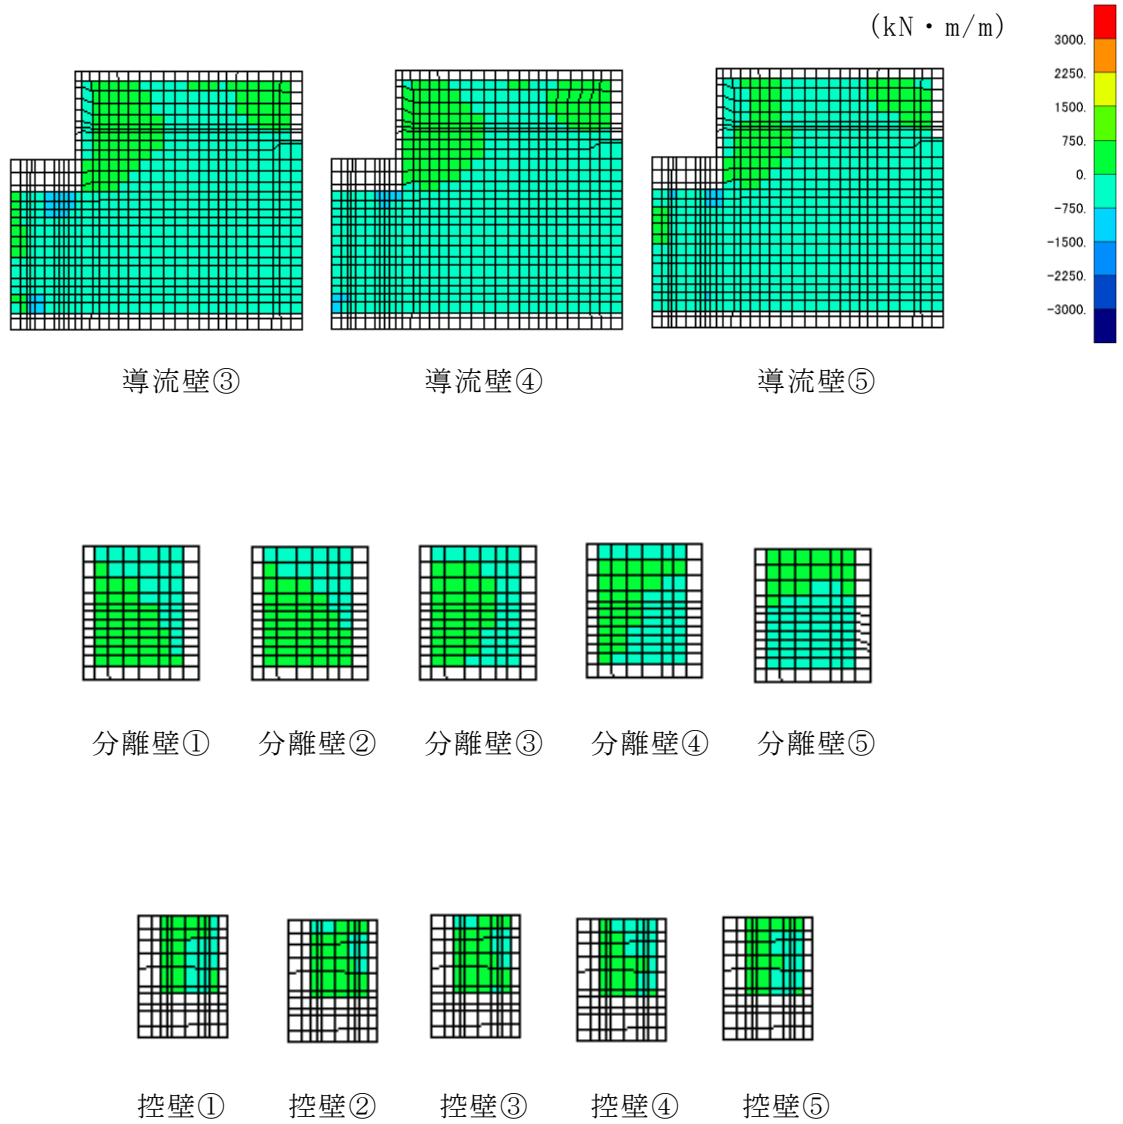 (kN・m/m)
3000.
2250.
1500.
750.
0.
-750.
-1500.
-2250.
-3000.
導流壁③ 導流壁④ 導流壁⑤
分離壁① 分離壁② 分離壁③ 分離壁④ 分離壁⑤
控壁① 控壁② 控壁③ 控壁④ 控壁⑤